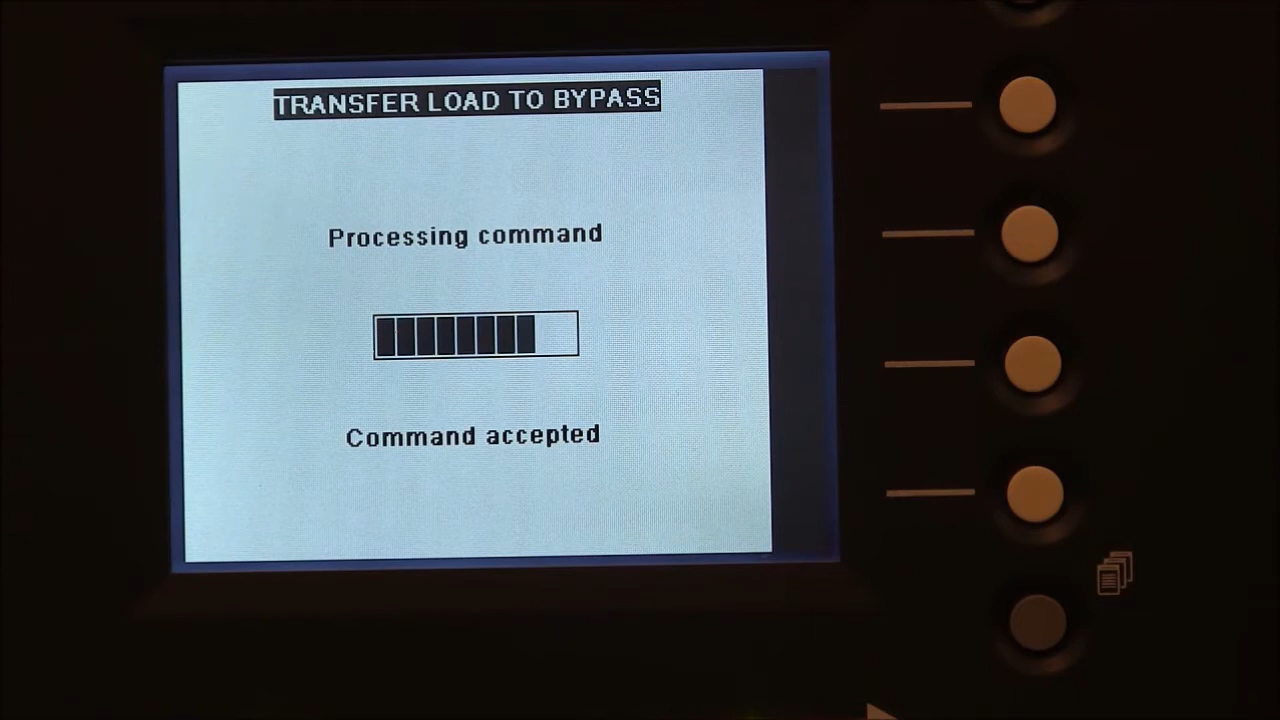 TRANSFER LOAD TO BYPASS
Processing command
Command accepted